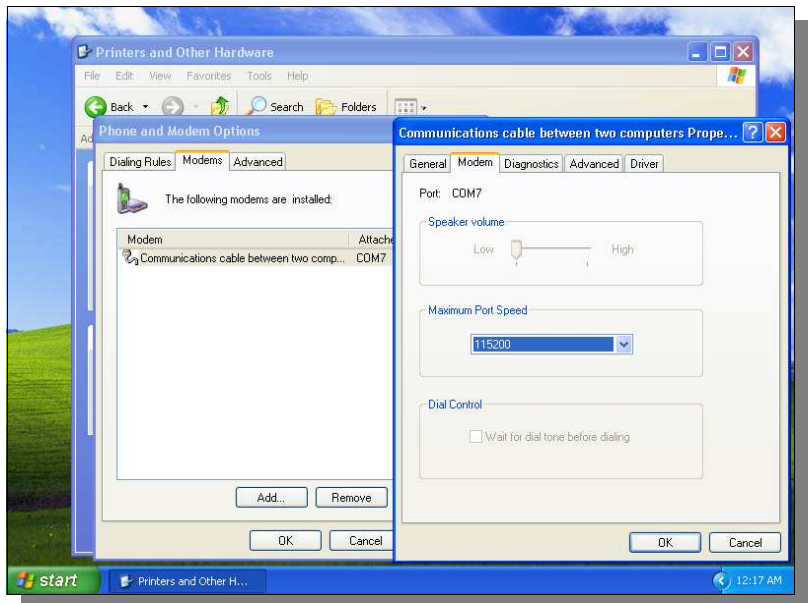 Printers and Other Hardware
File Edit View Favorites Tools Help
Back Search Folders
Ad
Phone and Modem Options
Dialing Rules Modems Advanced
The following modems are installed:
Modem Attache
Communications cable between two comp... COM7
Add... Remove
OK Cancel
Communications cable between two computers Prope...
General Modem Diagnostics Advanced Driver
Port: COM7
Speaker volume
Low High
Maximum Port Speed
115200
Dial Control
Wait for dial tone before dialing
OK Cancel
start Printers and Other H... 12:17 AM